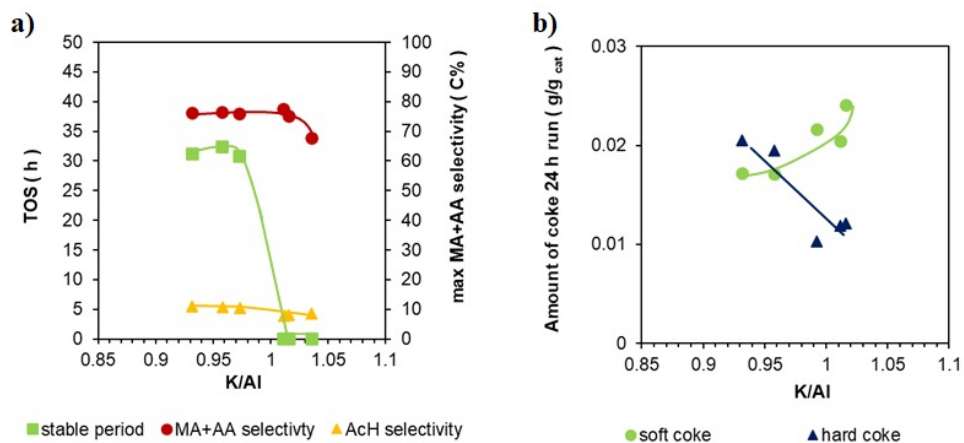 a)
50
45
40
35
30
25
20
15
10
5
0
TOS ( h )
100
90
80
70
60
50
40
30
20
10
0
max MA+AA selectivity ( C% )
0.85 0.9 0.95 1 1.05 1.1
K/Al
stable period MA+AA selectivty AcH selectivity
b)
0.03
0.02
0.01
0
Amount of coke 24 h run ( g/g cat )
0.85 0.9 0.95 1 1.05 1.1
K/Al
soft coke hard coke